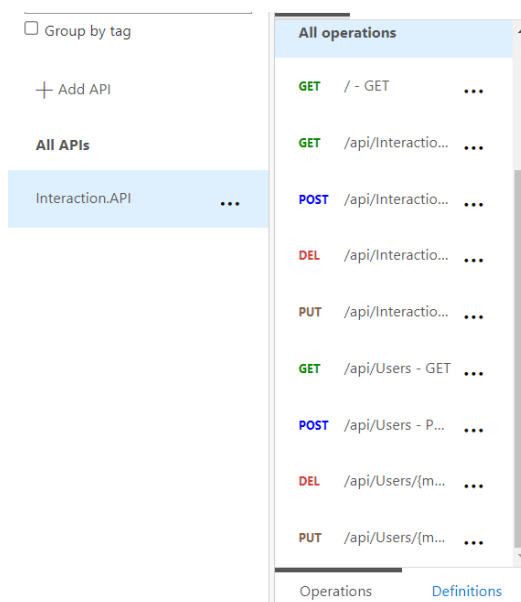 Group by tag
+ Add API
All APIs
Interaction.API ...
All operations
GET / - GET ...
GET /api/Interactio... ...
POST /api/Interactio... ...
DEL /api/Interactio... ...
PUT /api/Interactio... ...
GET /api/Users - GET ...
POST /api/Users - P... ...
DEL /api/Users/{m... ...
PUT /api/Users/{m... ...
Operations Definitions